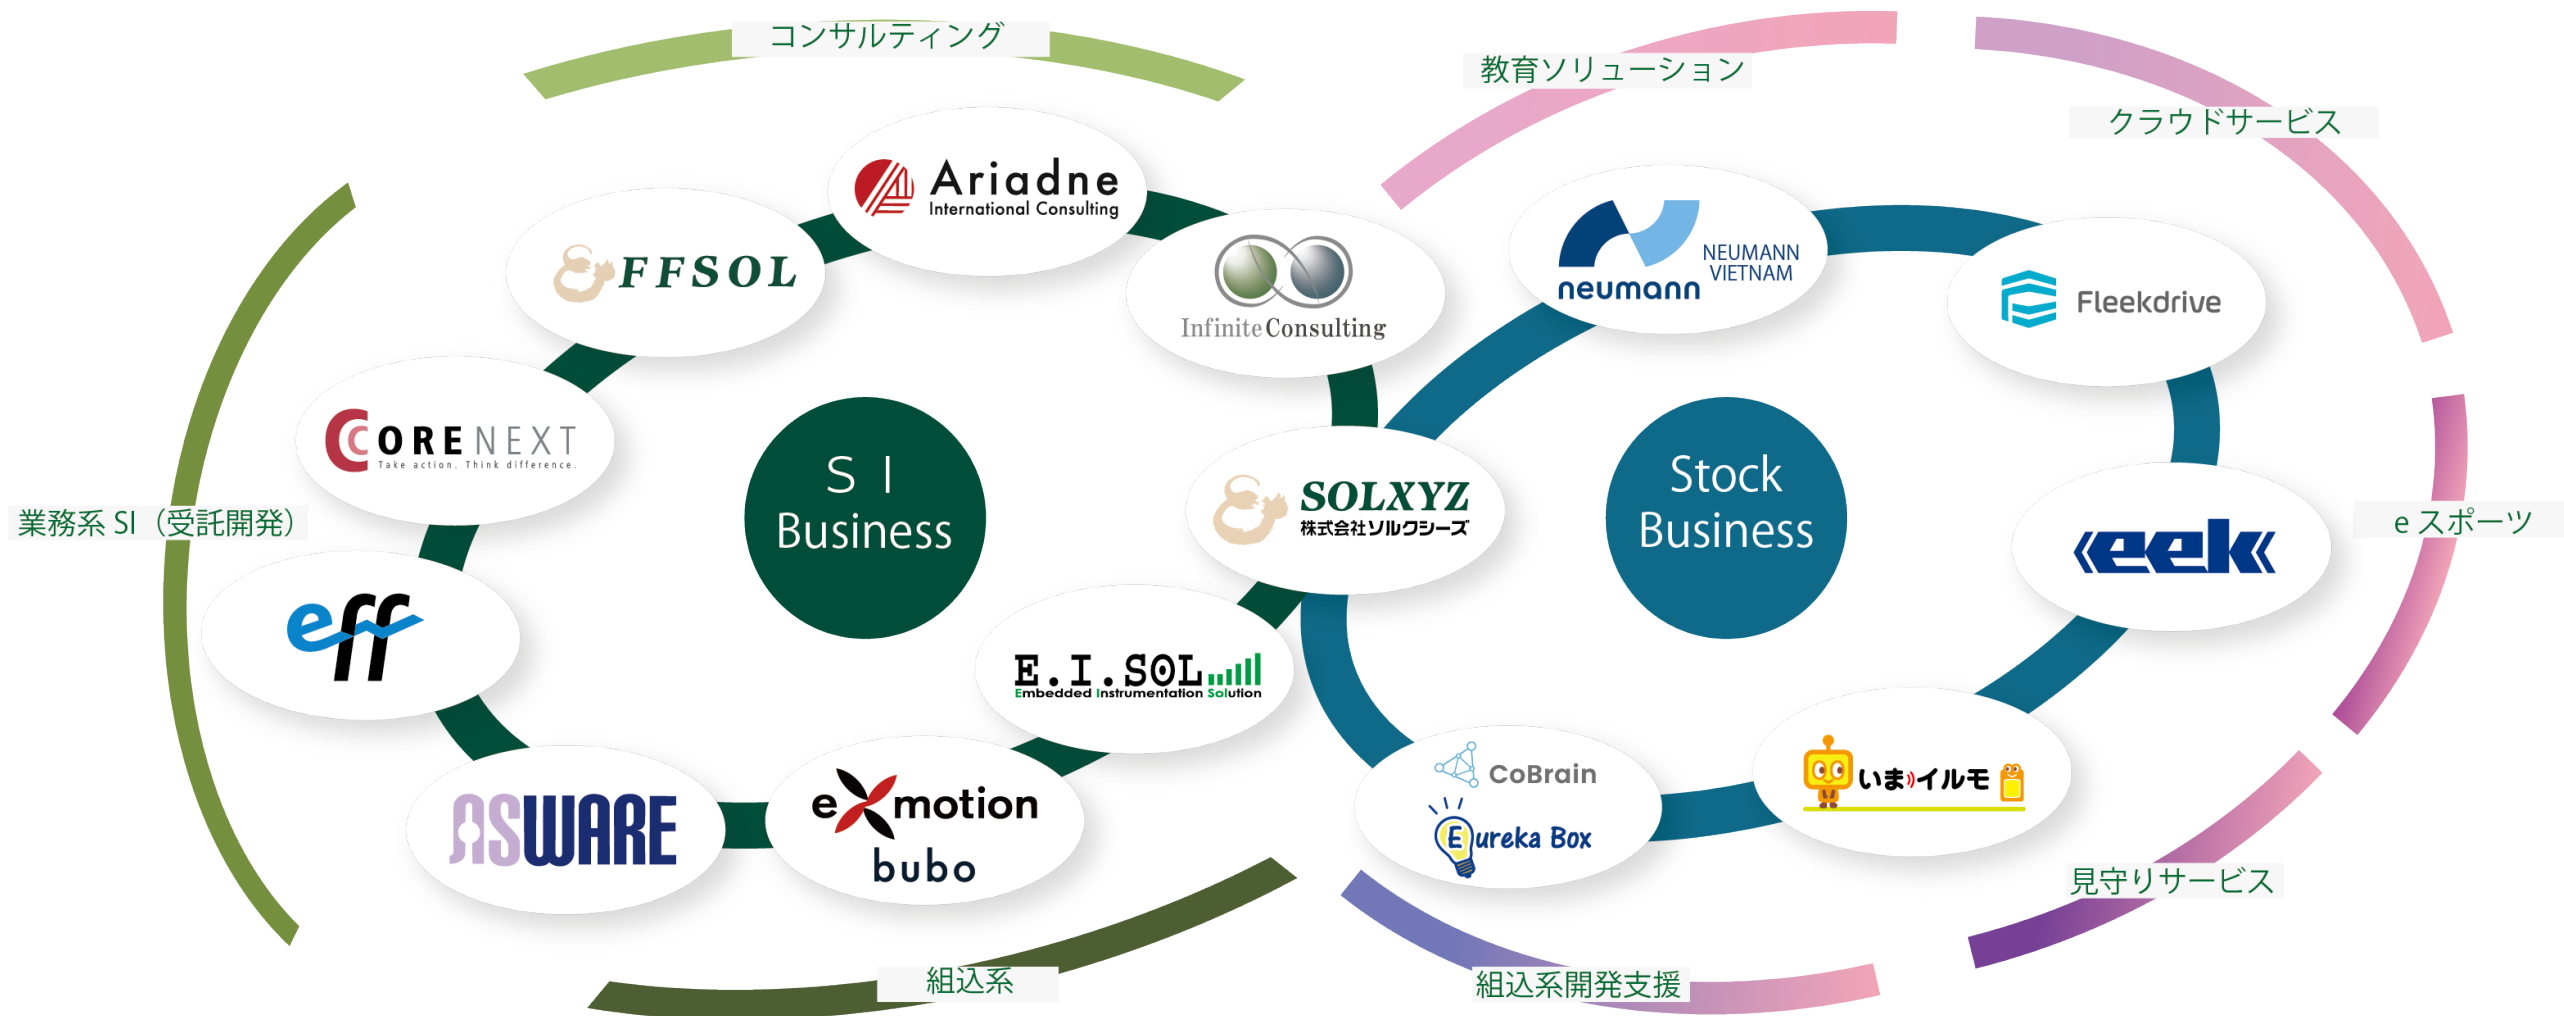 コンサルティング
教育ソリューション
クラウドサービス
Ariadne
International Consulting
FFSOL
Infinite Consulting
neumann
NEUMANN
VIETNAM
Fleekdrive
CORE NEXT
Take action. Think difference.
S I
Business
SOLXYZ
株式会社ソルクシーズ
Stock
Business
業務系 SI（受託開発）
e スポーツ
eek
eff
E.I.SOL
Embedded Instrumentation Solution
ASWARE
eXmotion
bubo
CoBrain
Eureka Box
いまイルモ
見守りサービス
組込系
組込系開発支援